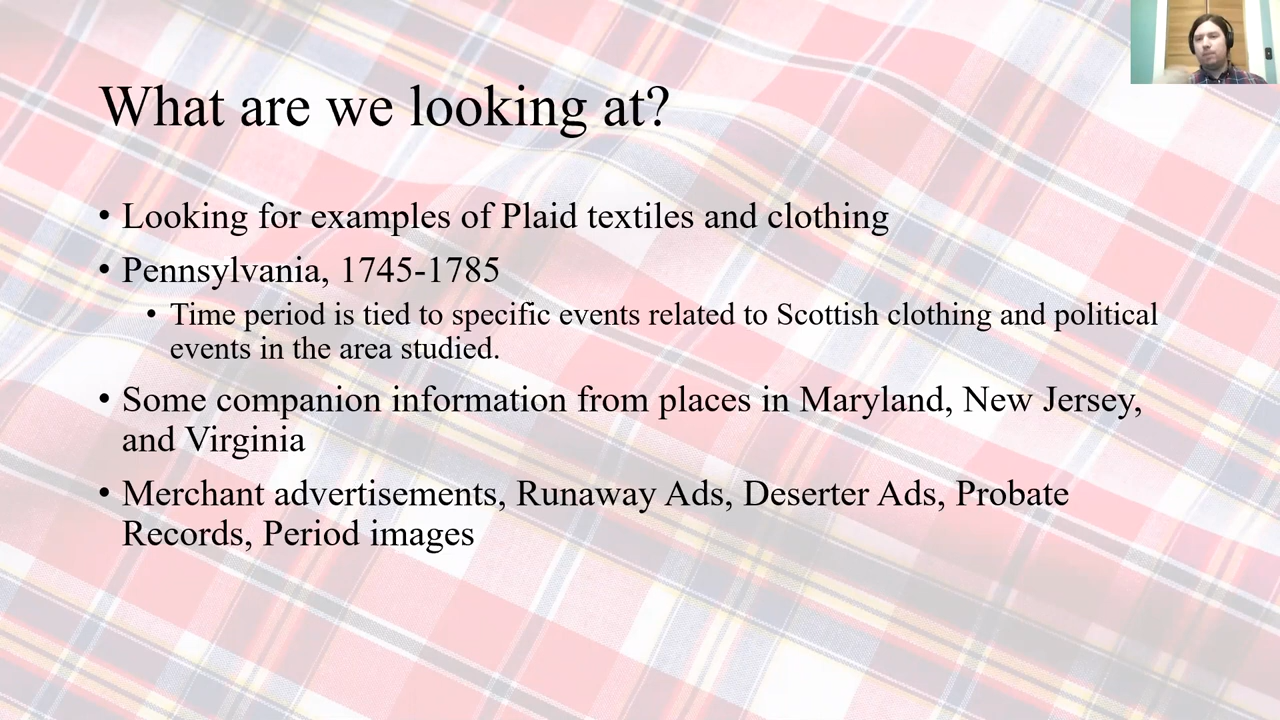 What are we looking at?
• Looking for examples of Plaid textiles and clothing
• Pennsylvania, 1745-1785
• Time period is tied to specific events related to Scottish clothing and political
events in the area studied.
• Some companion information from places in Maryland, New Jersey,
and Virginia
• Merchant advertisements, Runaway Ads, Deserter Ads, Probate
Records, Period images